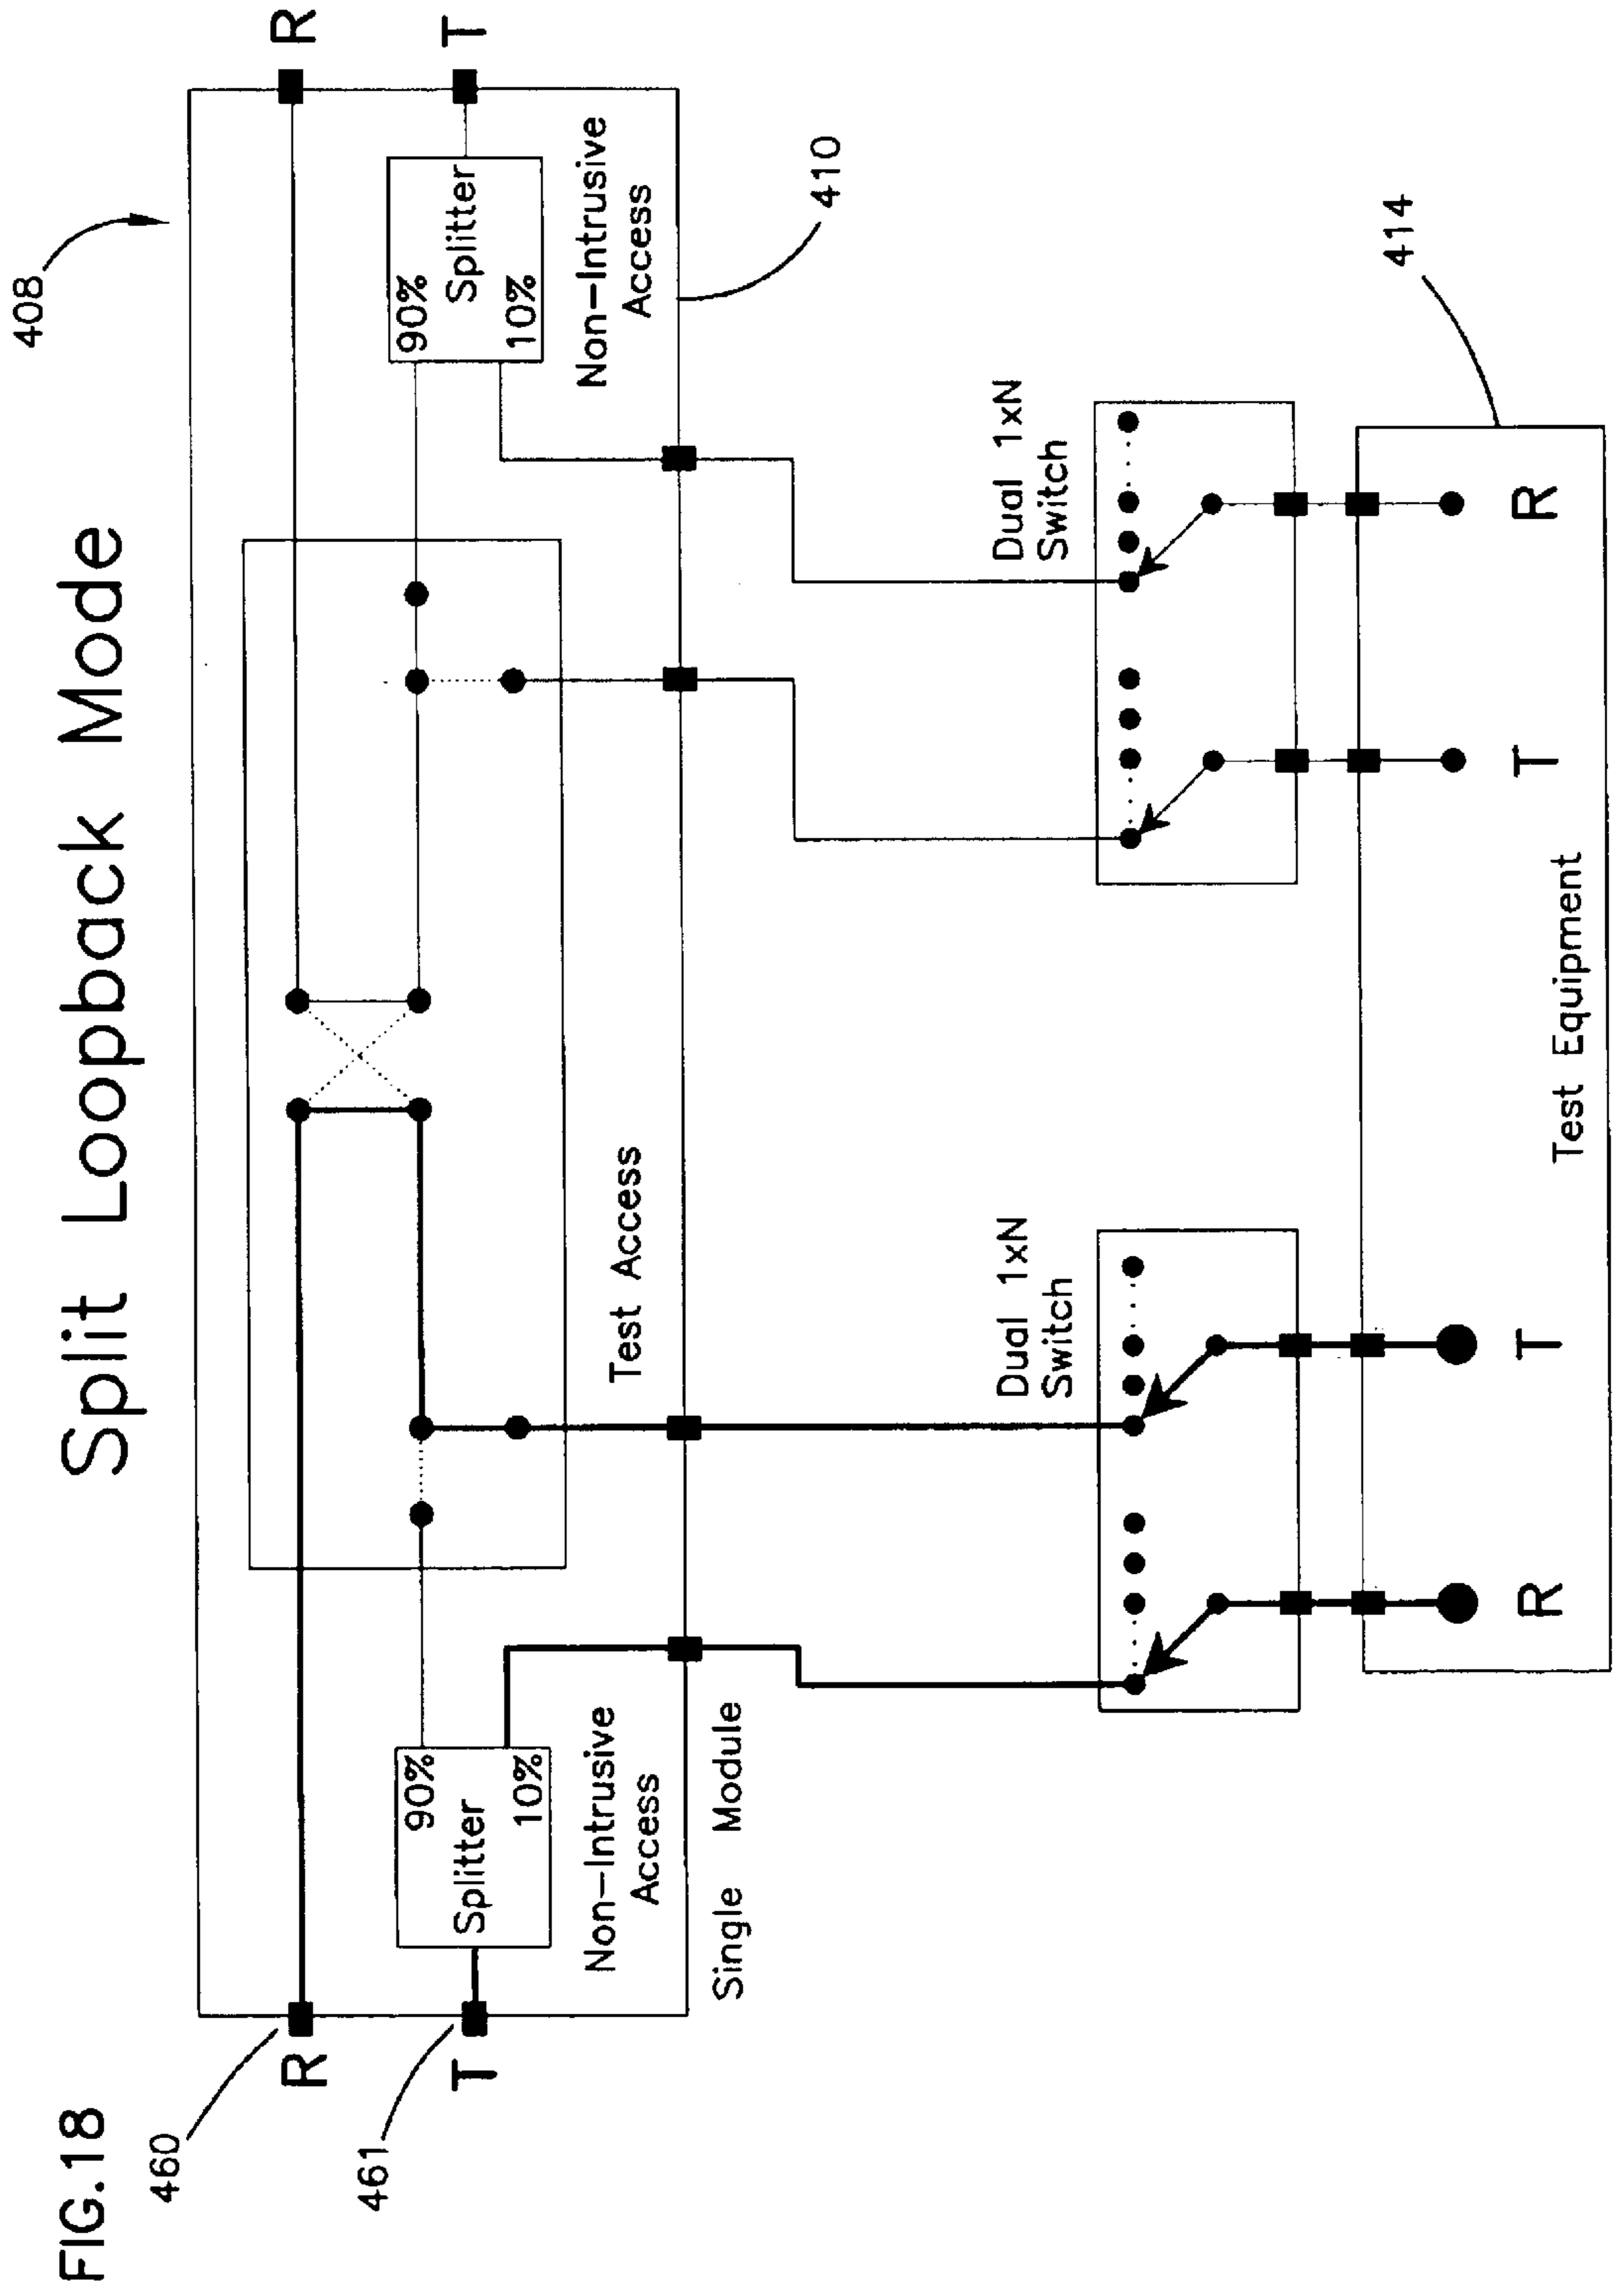 FIG.18
Split Loopback Mode
408
460
R
R
461
T
T
Splitter
90%
10%
90%
10%
Splitter
Non-Intrusive
Access
Test Access
Non-Intrusive
Access
Single Module
410
Dual 1xN
Switch
Dual 1xN
Switch
414
R
T
T
R
Test Equipment